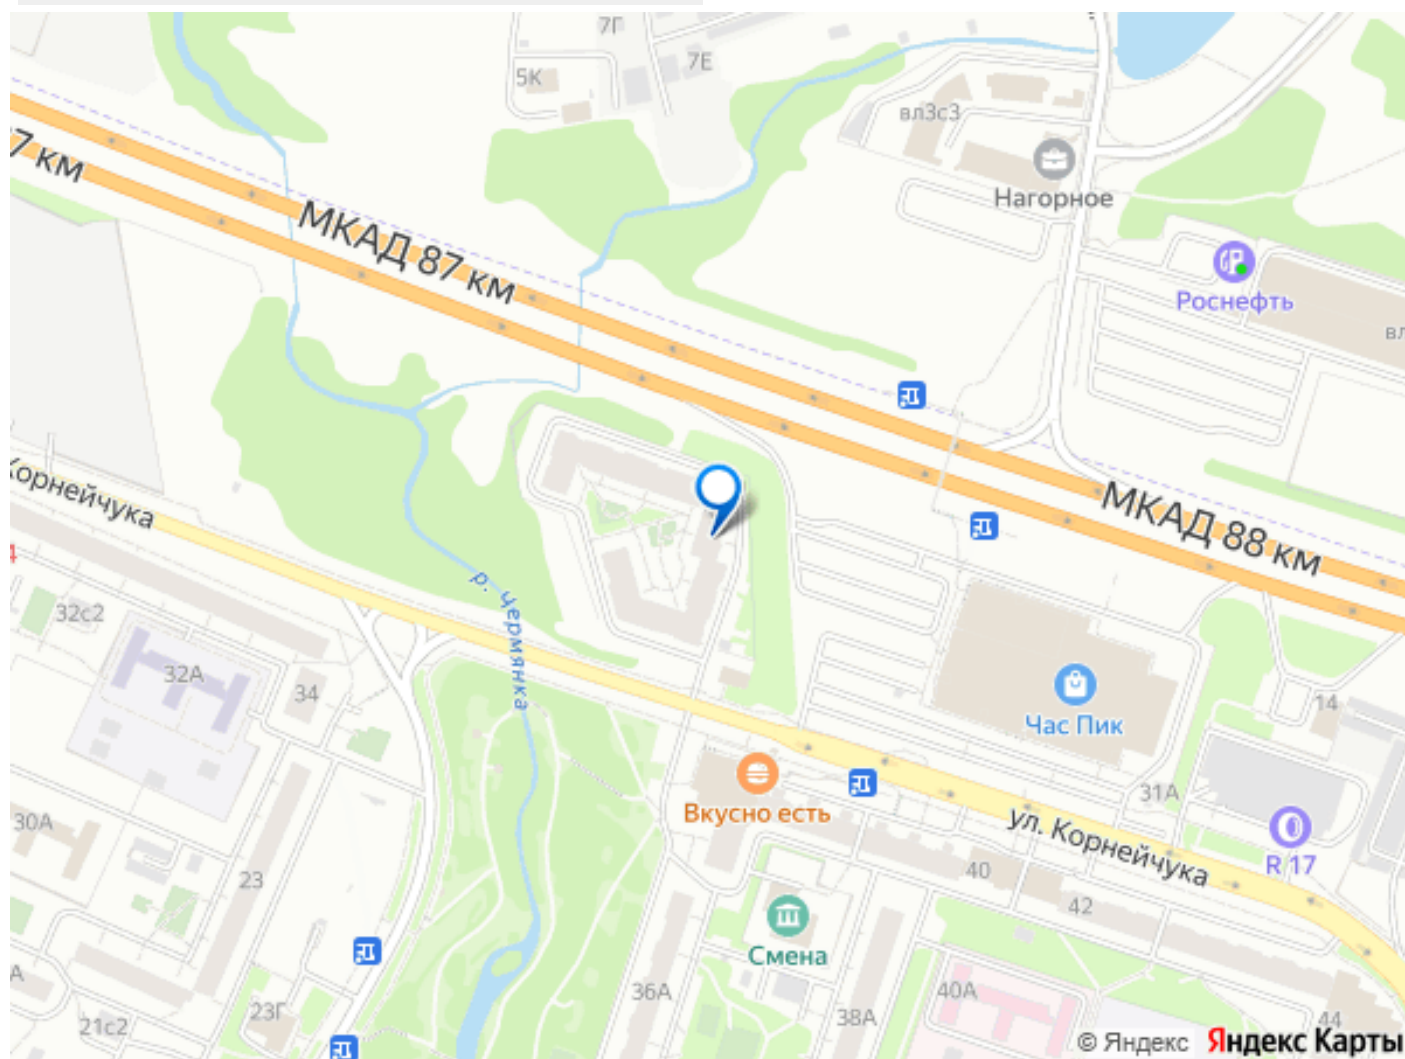 7Г
7Е
5К
вл3с3
Нагорное
7 км
МКАД 87 км
Роснефть
вл
Корнейчука
МКАД 88 км
4
32с2
р. Чермянка
32А
34
Час Пик
14
31А
Вкусно есть
30А
ул. Корнейчука
R 17
23
40
42
Смена
А
36А
40А
21с2
23Г
38А
44
© Яндекс Яндекс Карты